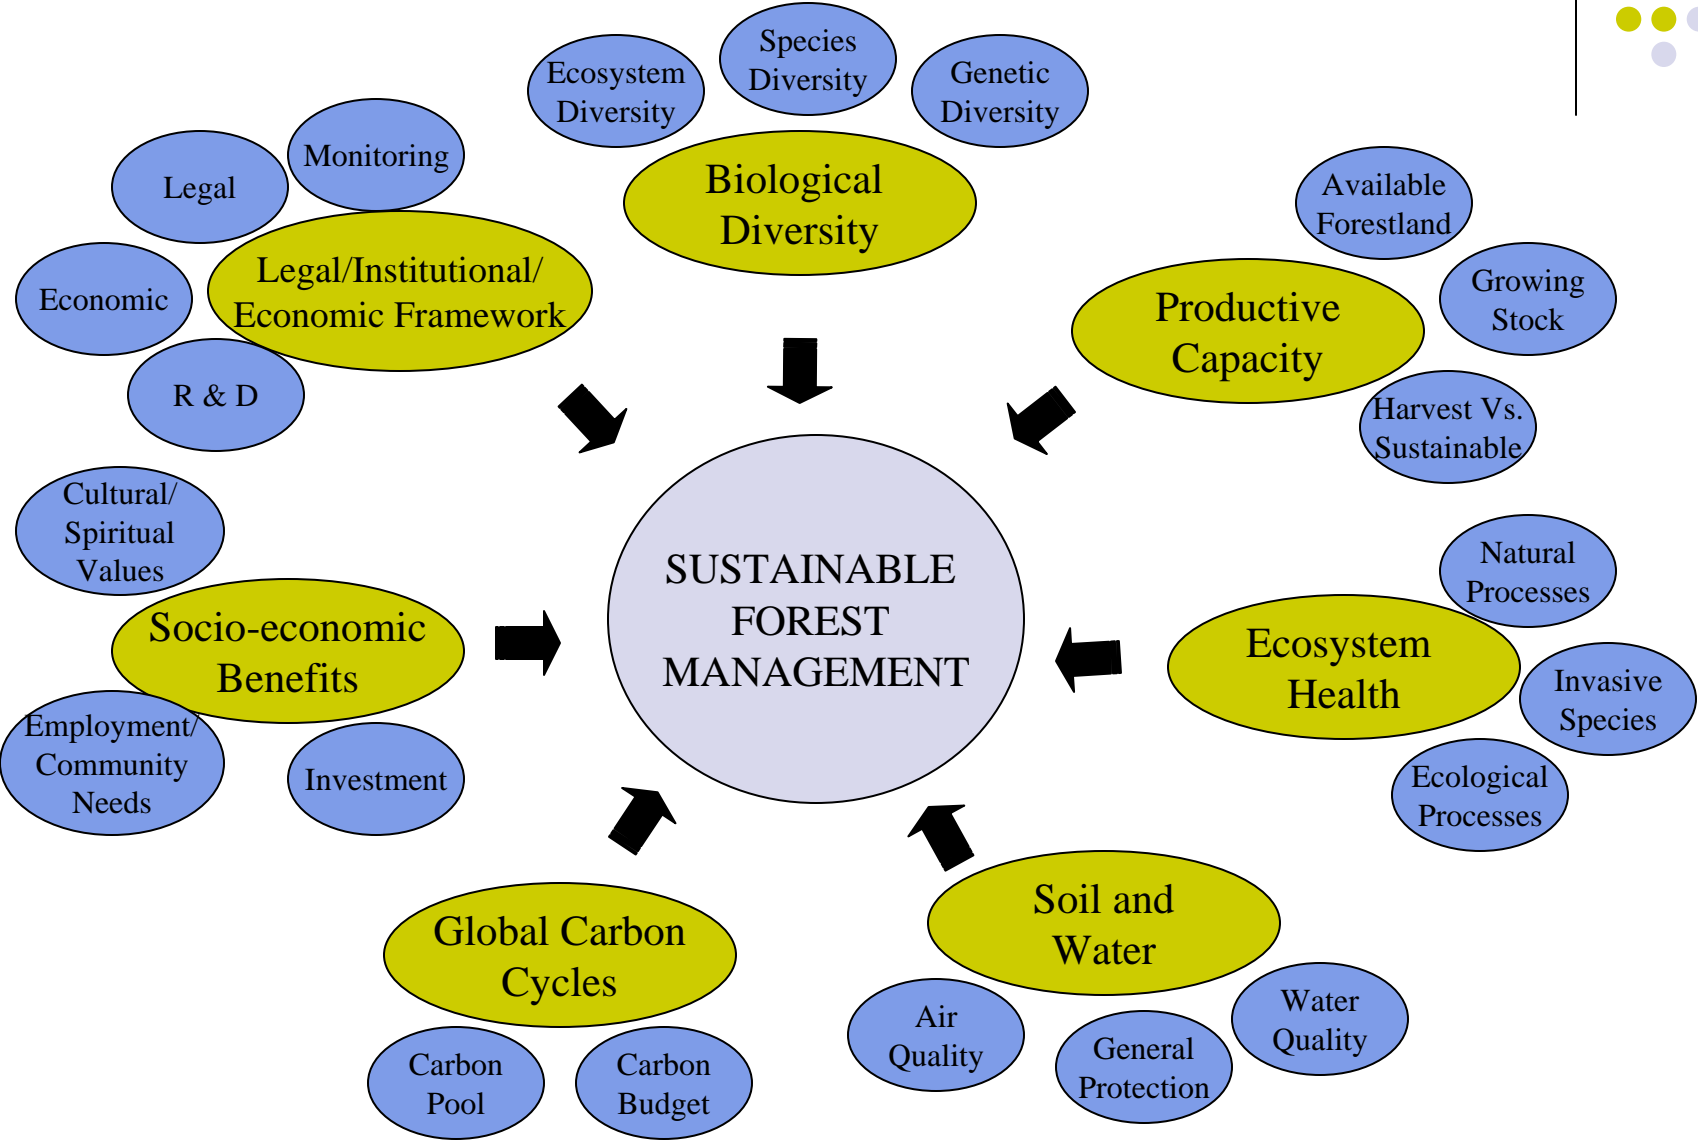 Species
Diversity
Ecosystem
Diversity
Genetic
Diversity
Biological
Diversity
Monitoring
Legal
Economic
R & D
Legal/Institutional/
Economic Framework
Available
Forestland
Growing
Stock
Harvest Vs.
Sustainable
Productive
Capacity
Cultural/
Spiritual
Values
Socio-economic
Benefits
Employment/
Community
Needs
Investment
SUSTAINABLE
FOREST
MANAGEMENT
Natural
Processes
Ecosystem
Health
Invasive
Species
Ecological
Processes
Global Carbon
Cycles
Carbon
Pool
Carbon
Budget
Soil and
Water
Air
Quality
General
Protection
Water
Quality